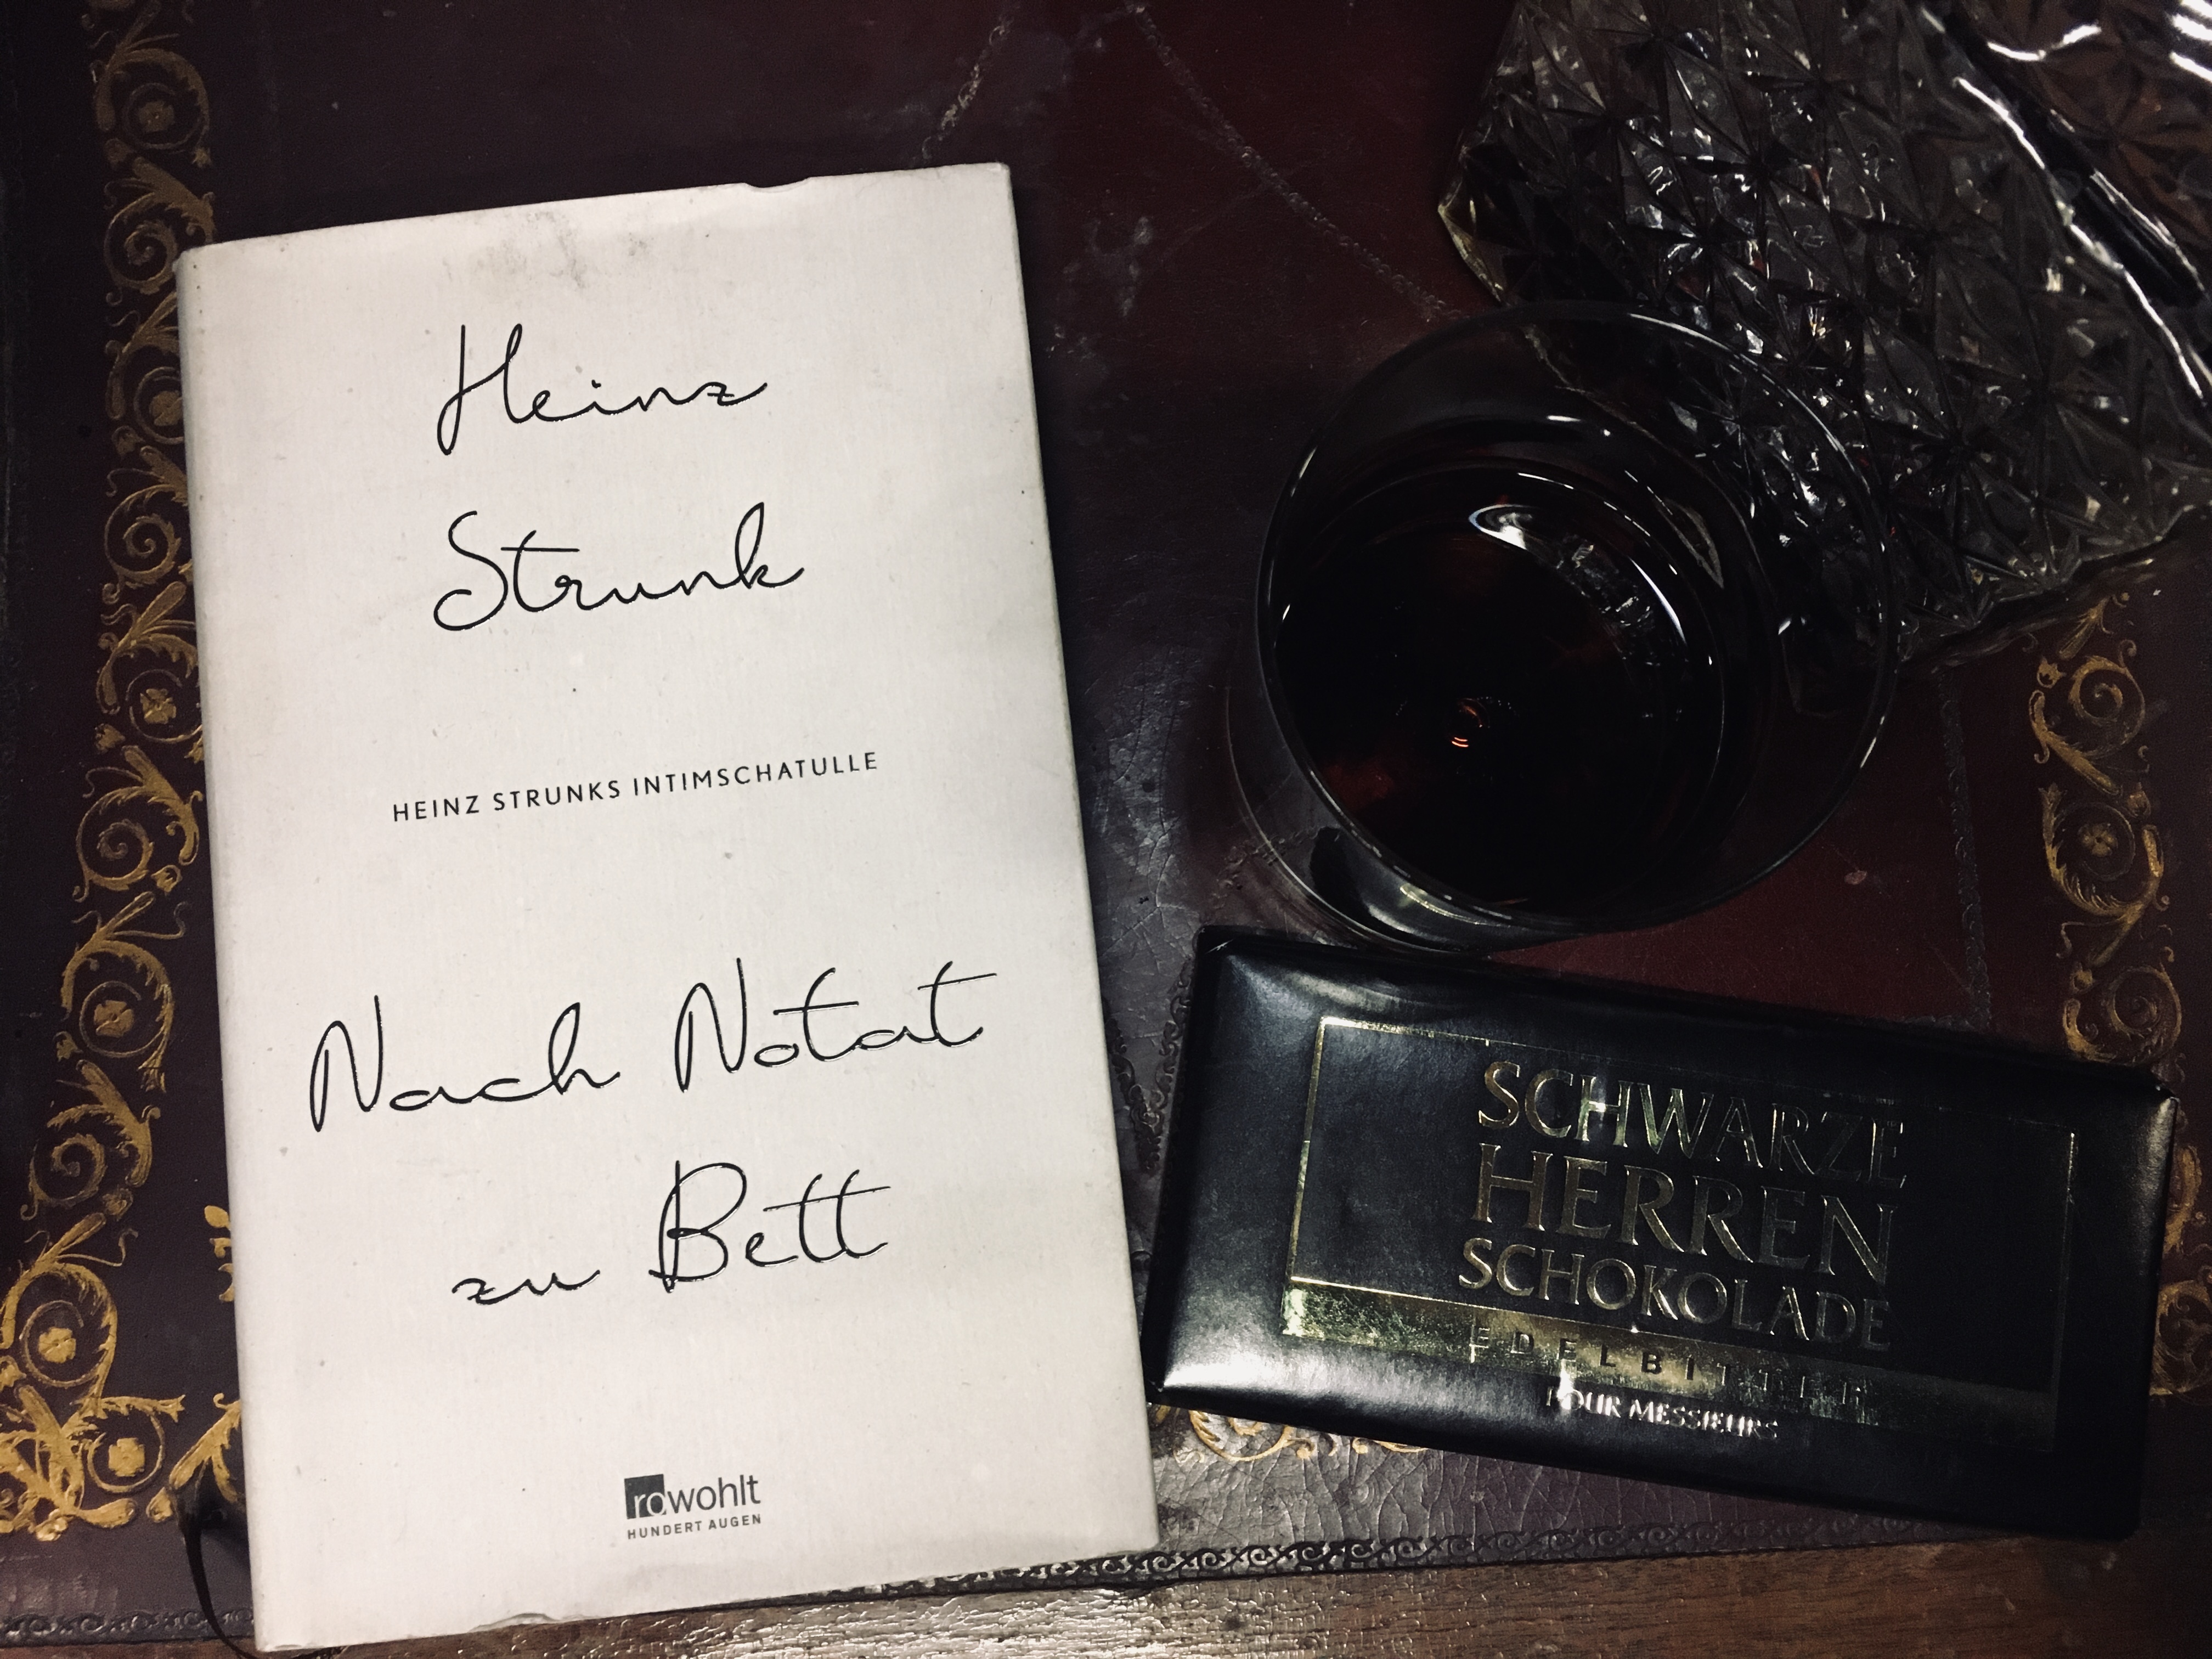 Heinz
Strunk
HEINZ STRUNKS INTIMSCHATULLE
Nach Notat
zu Bett
rowohlt
HUNDERT AUGEN
SCHWARZE
HERREN
SCHOKOLADE
EDELBITTER
POUR MESSIEURS